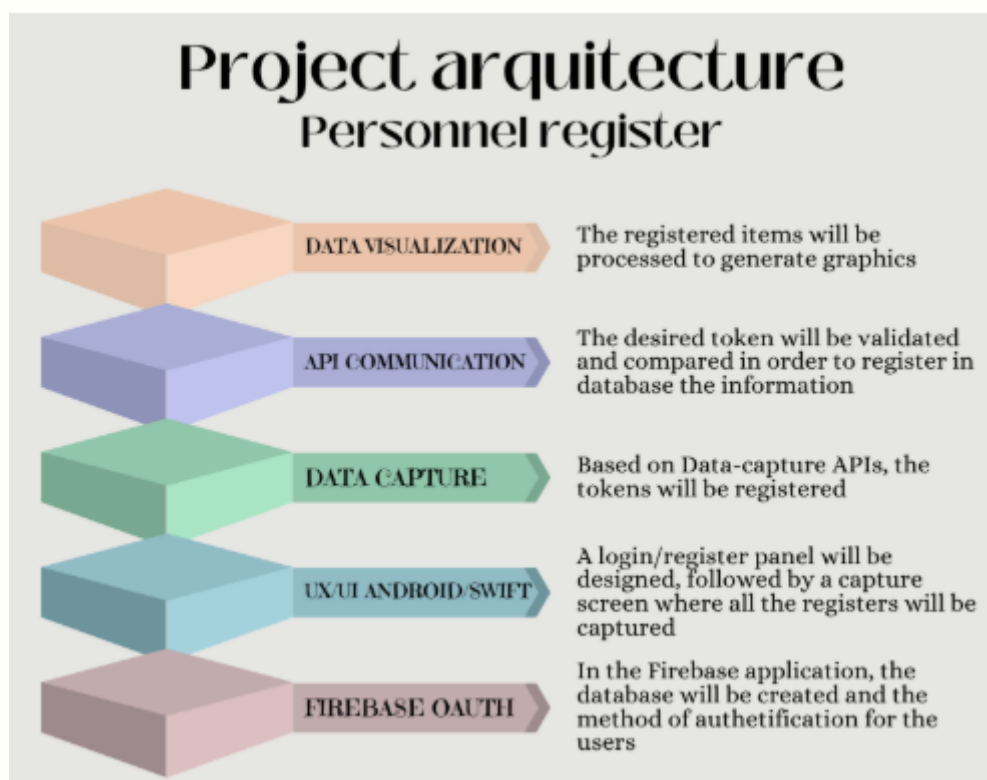 Project arquitecture
Personnel register
DATA VISUALIZATION
The registered items will be
processed to generate graphics
API COMMUNICATION
The desired token will be validated
and compared in order to register in
database the information
DATA CAPTURE
Based on Data-capture APIs, the
tokens will be registered
UX/UI ANDROID/SWIFT
A login/register panel will be
designed, followed by a capture
screen where all the registers will be
captured
FIREBASE OAUTH
In the Firebase application, the
database will be created and the
method of authetification for the
users